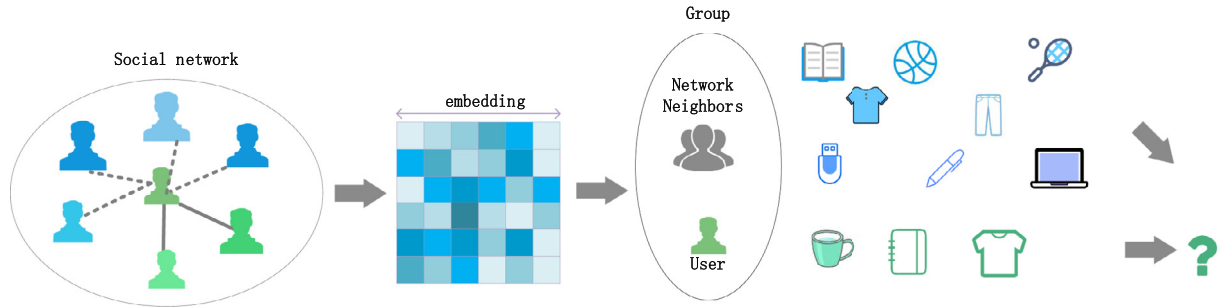 Social network
embedding
Group
Network
Neighbors
User
?